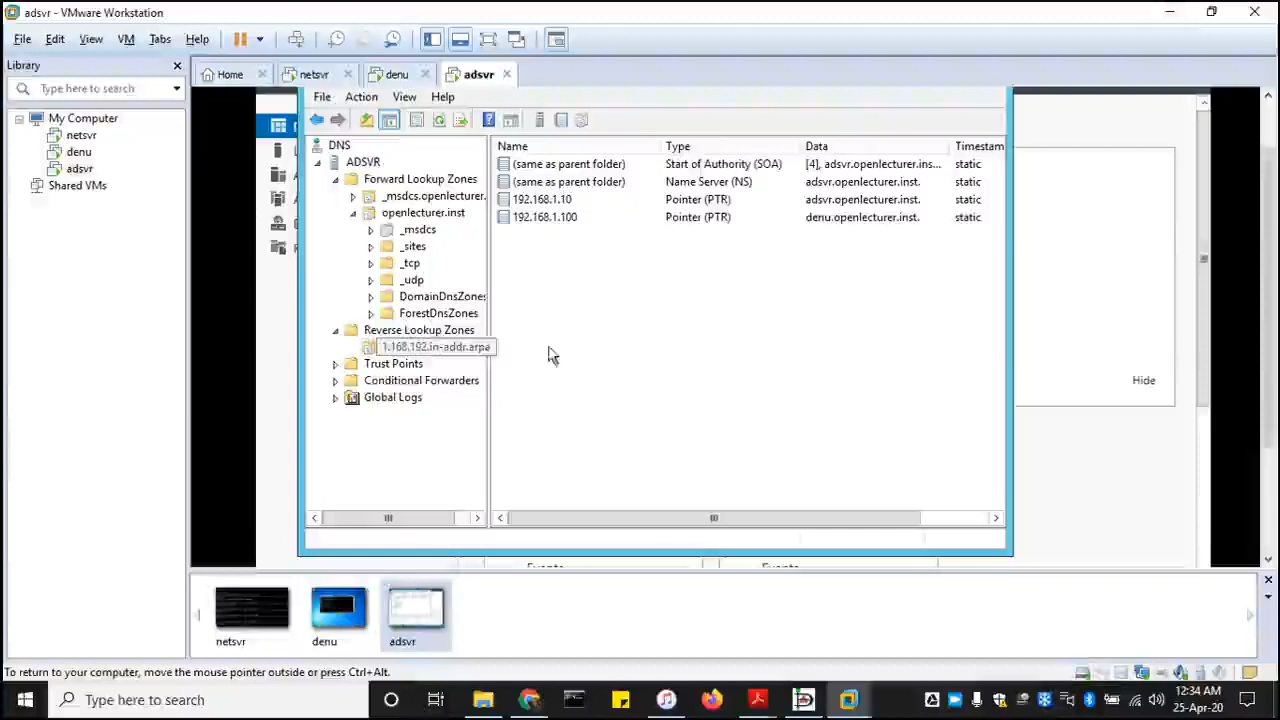 adsvr - VMware Workstation
File Edit View VM Tabs Help
Library
Type here to search
My Computer
netsvr
denu
adsvr
Shared VMs
Home
netsvr
denu
adsvr
File Action View Help
DNS
ADSVR
Forward Lookup Zones
_msdcs.openlecturer.
openlecturer.inst
_msdcs
_sites
_tcp
_udp
DomainDnsZones
ForestDnsZones
Reverse Lookup Zones
1.168.192.in-addr.arpa
Trust Points
Conditional Forwarders
Global Logs
Name Type Data Timestam
(same as parent folder) Start of Authority (SOA) [4], adsvr.openlecturer.ins... static
(same as parent folder) Name Server (NS) adsvr.openlecturer.inst. static
192.168.1.10 Pointer (PTR) adsvr.openlecturer.inst. static
192.168.1.100 Pointer (PTR) denu.openlecturer.inst. static
Hide
netsvr
denu
adsvr
To return to your computer, move the mouse pointer outside or press Ctrl+Alt.
Type here to search
12:34 AM
25-Apr-20